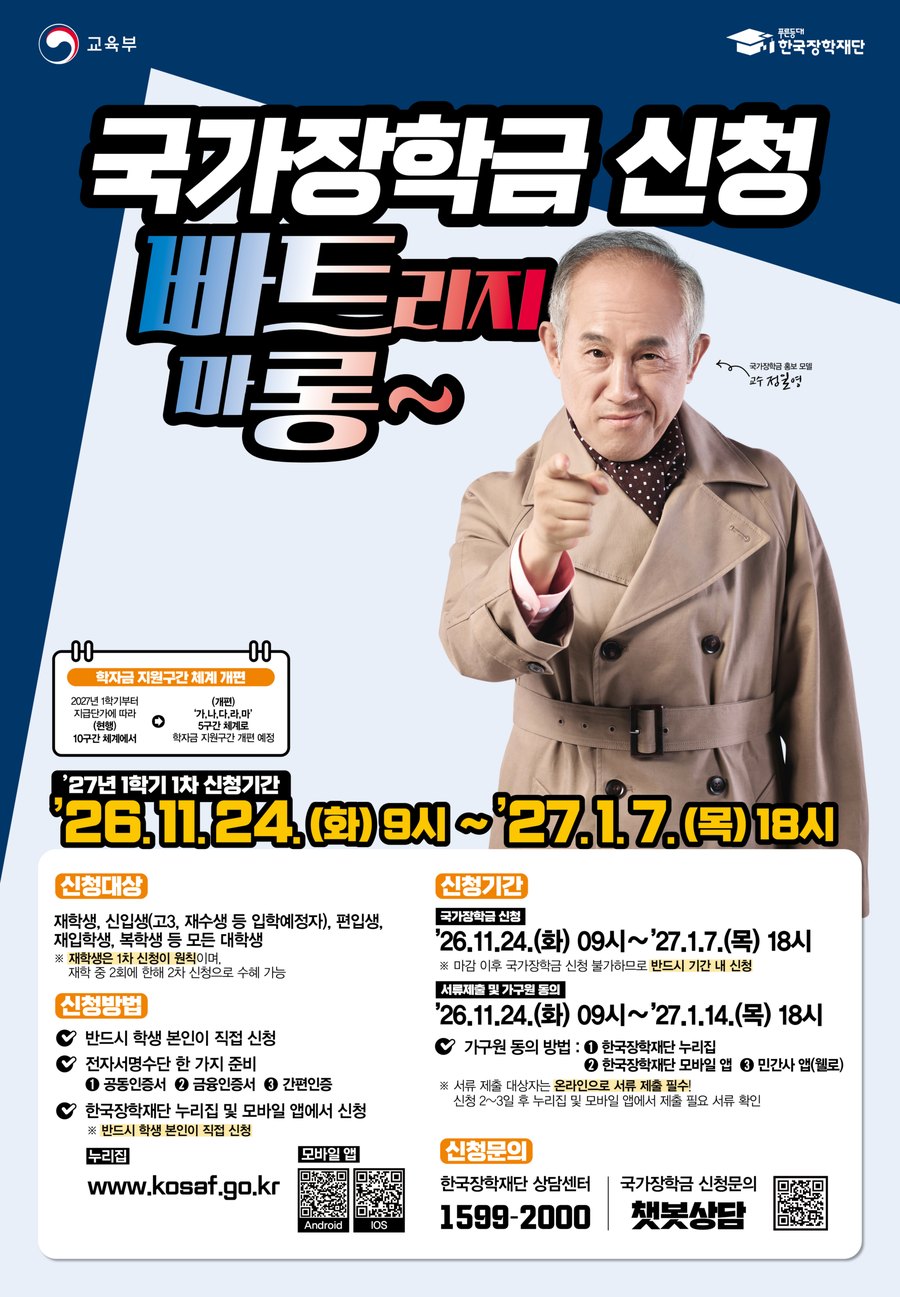 교육부
푸른등대
한국장학재단
국가장학금 신청
빠트리지
마롱~
국가장학금 홍보 모델
교수 정일영
학자금 지원구간 체계 개편
2027년 1학기부터
지급단가에 따라
(현행)
10구간 체계에서
(개편)
'가,나,다,라,마'
5구간 체계로
학자금 지원구간 개편 예정
'27년 1학기 1차 신청기간
'26.11.24.(화) 9시 ~ '27.1.7.(목) 18시
신청대상
재학생, 신입생(고3, 재수생 등 입학예정자), 편입생,
재입학생, 복학생 등 모든 대학생
※ 재학생은 1차 신청이 원칙이며,
재학 중 2회에 한해 2차 신청으로 수혜 가능
신청방법
반드시 학생 본인이 직접 신청
전자서명수단 한 가지 준비
❶ 공동인증서 ❷ 금융인증서 ❸ 간편인증
한국장학재단 누리집 및 모바일 앱에서 신청
※ 반드시 학생 본인이 직접 신청
누리집
www.kosaf.go.kr
모바일 앱
Android
IOS
신청기간
국가장학금 신청
'26.11.24.(화) 09시~'27.1.7.(목) 18시
※ 마감 이후 국가장학금 신청 불가하므로 반드시 기간 내 신청
서류제출 및 가구원 동의
'26.11.24.(화) 09시~'27.1.14.(목) 18시
가구원 동의 방법 : ❶ 한국장학재단 누리집
❷ 한국장학재단 모바일 앱 ❸ 민간사 앱(웰로)
※ 서류 제출 대상자는 온라인으로 서류 제출 필수!
신청 2~3일 후 누리집 및 모바일 앱에서 제출 필요 서류 확인
신청문의
한국장학재단 상담센터
1599-2000
국가장학금 신청문의
챗봇상담